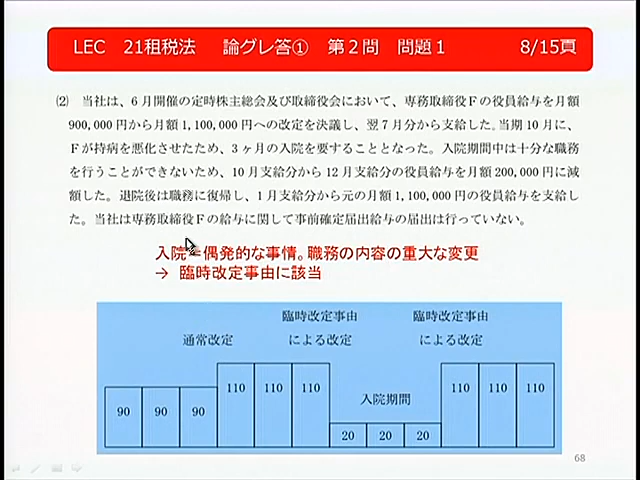 LEC 21租税法 論グレ答① 第2問 問題1 8/15頁
⑵ 当社は、6月開催の定時株主総会及び取締役会において、専務取締役Fの役員給与を月額
900,000円から月額1,100,000円への改定を決議し、翌7月分から支給した。当期10月に、
Fが持病を悪化させたため、3ヶ月の入院を要することとなった。入院期間中は十分な職務
を行うことができないため、10月支給分から12月支給分の役員給与を月額200,000円に減
額した。退院後は職務に復帰し、1月支給分から元の月額1,100,000円の役員給与を支給し
た。当社は専務取締役Fの給与に関して事前確定届出給与の届出は行っていない。
入院=偶発的な事情。職務の内容の重大な変更
→ 臨時改定事由に該当
臨時改定事由 臨時改定事由
通常改定 による改定 による改定
110 110 110 110 110 110
入院期間
90 90 90
20 20 20
68